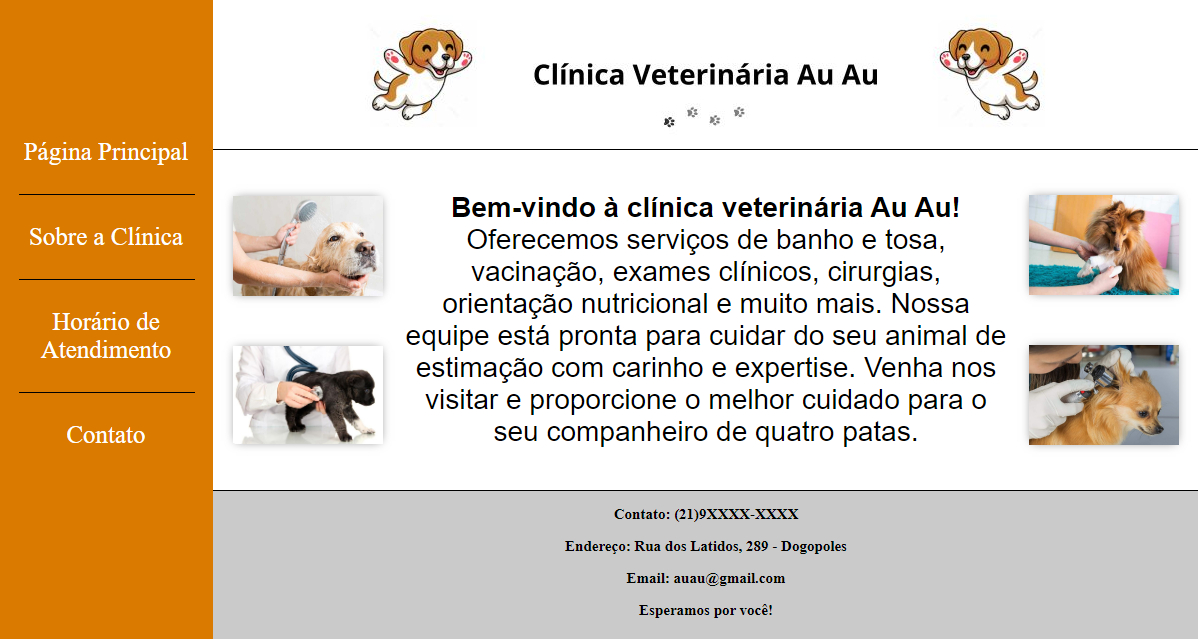 Página Principal
Sobre a Clínica
Horário de
Atendimento
Contato
Clínica Veterinária Au Au
Bem-vindo à clínica veterinária Au Au!
Oferecemos serviços de banho e tosa,
vacinação, exames clínicos, cirurgias,
orientação nutricional e muito mais. Nossa
equipe está pronta para cuidar do seu animal de
estimação com carinho e expertise. Venha nos
visitar e proporcione o melhor cuidado para o
seu companheiro de quatro patas.
Contato: (21)9XXXX-XXXX
Endereço: Rua dos Latidos, 289 - Dogopoles
Email: auau@gmail.com
Esperamos por você!